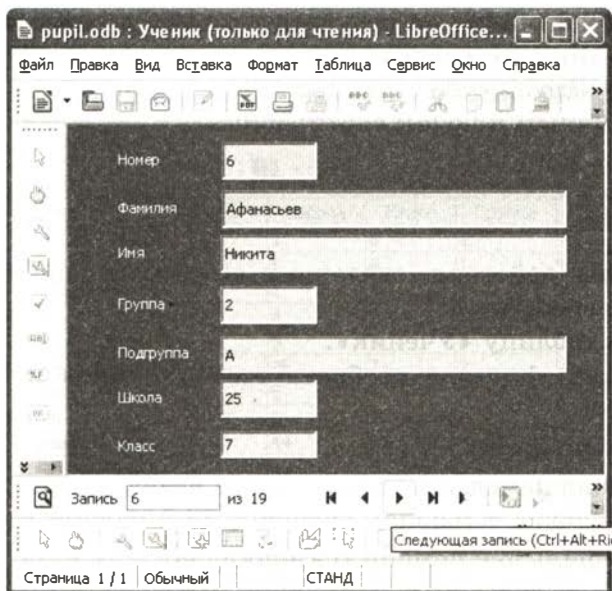 pupil.odb : Ученик (только для чтения) - LibreOffice...
Файл Правка Вид Вставка Формат Таблица Сервис Окно Справка
Номер 6
Фамилия Афанасьев
Имя Никита
Группа 2
Подгруппа А
Школа 25
Класс 7
Запись 6 из 19
Следующая запись (Ctrl+Alt+Ri
Страница 1 / 1 Обычный СТАНД